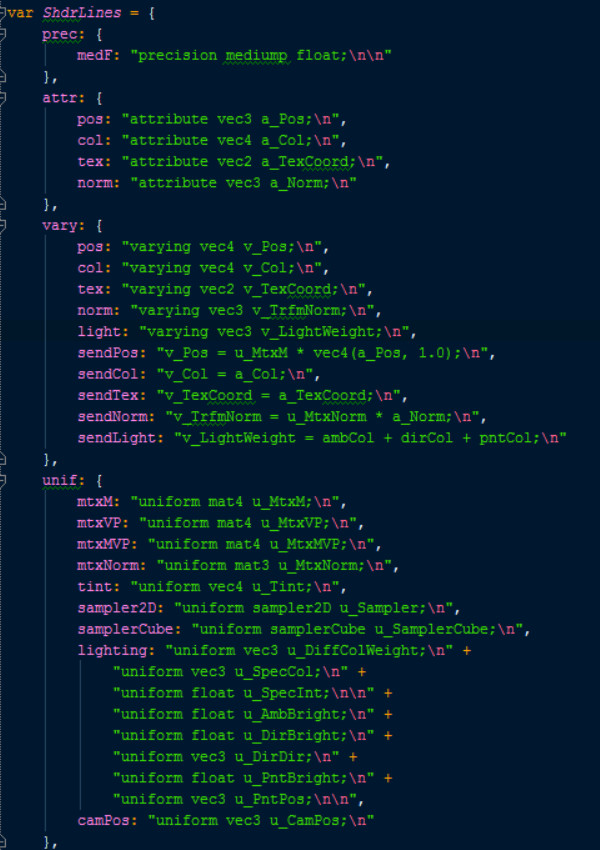 var ShdrLines = {
    prec: {
        medF: "precision mediump float;\n\n"
    },
    attr: {
        pos: "attribute vec3 a_Pos;\n",
        col: "attribute vec4 a_Col;\n",
        tex: "attribute vec2 a_TexCoord;\n",
        norm: "attribute vec3 a_Norm;\n"
    },
    vary: {
        pos: "varying vec4 v_Pos;\n",
        col: "varying vec4 v_Col;\n",
        tex: "varying vec2 v_TexCoord;\n",
        norm: "varying vec3 v_TrfmNorm;\n",
        light: "varying vec3 v_LightWeight;\n",
        sendPos: "v_Pos = u_MtxM * vec4(a_Pos, 1.0);\n",
        sendCol: "v_Col = a_Col;\n",
        sendTex: "v_TexCoord = a_TexCoord;\n",
        sendNorm: "v_TrfmNorm = u_MtxNorm * a_Norm;\n",
        sendLight: "v_LightWeight = ambCol + dirCol + pntCol;\n"
    },
    unif: {
        mtxM: "uniform mat4 u_MtxM;\n",
        mtxVP: "uniform mat4 u_MtxVP;\n",
        mtxMVP: "uniform mat4 u_MtxMVP;\n",
        mtxNorm: "uniform mat3 u_MtxNorm;\n",
        tint: "uniform vec4 u_Tint;\n",
        sampler2D: "uniform sampler2D u_Sampler;\n",
        samplerCube: "uniform samplerCube u_SamplerCube;\n",
        lighting: "uniform vec3 u_DiffColWeight;\n" +
            "uniform vec3 u_SpecCol;\n" +
            "uniform float u_SpecInt;\n\n" +
            "uniform float u_AmbBright;\n" +
            "uniform float u_DirBright;\n" +
            "uniform vec3 u_DirDir;\n" +
            "uniform float u_PntBright;\n" +
            "uniform vec3 u_PntPos;\n\n",
        camPos: "uniform vec3 u_CamPos;\n"
    },